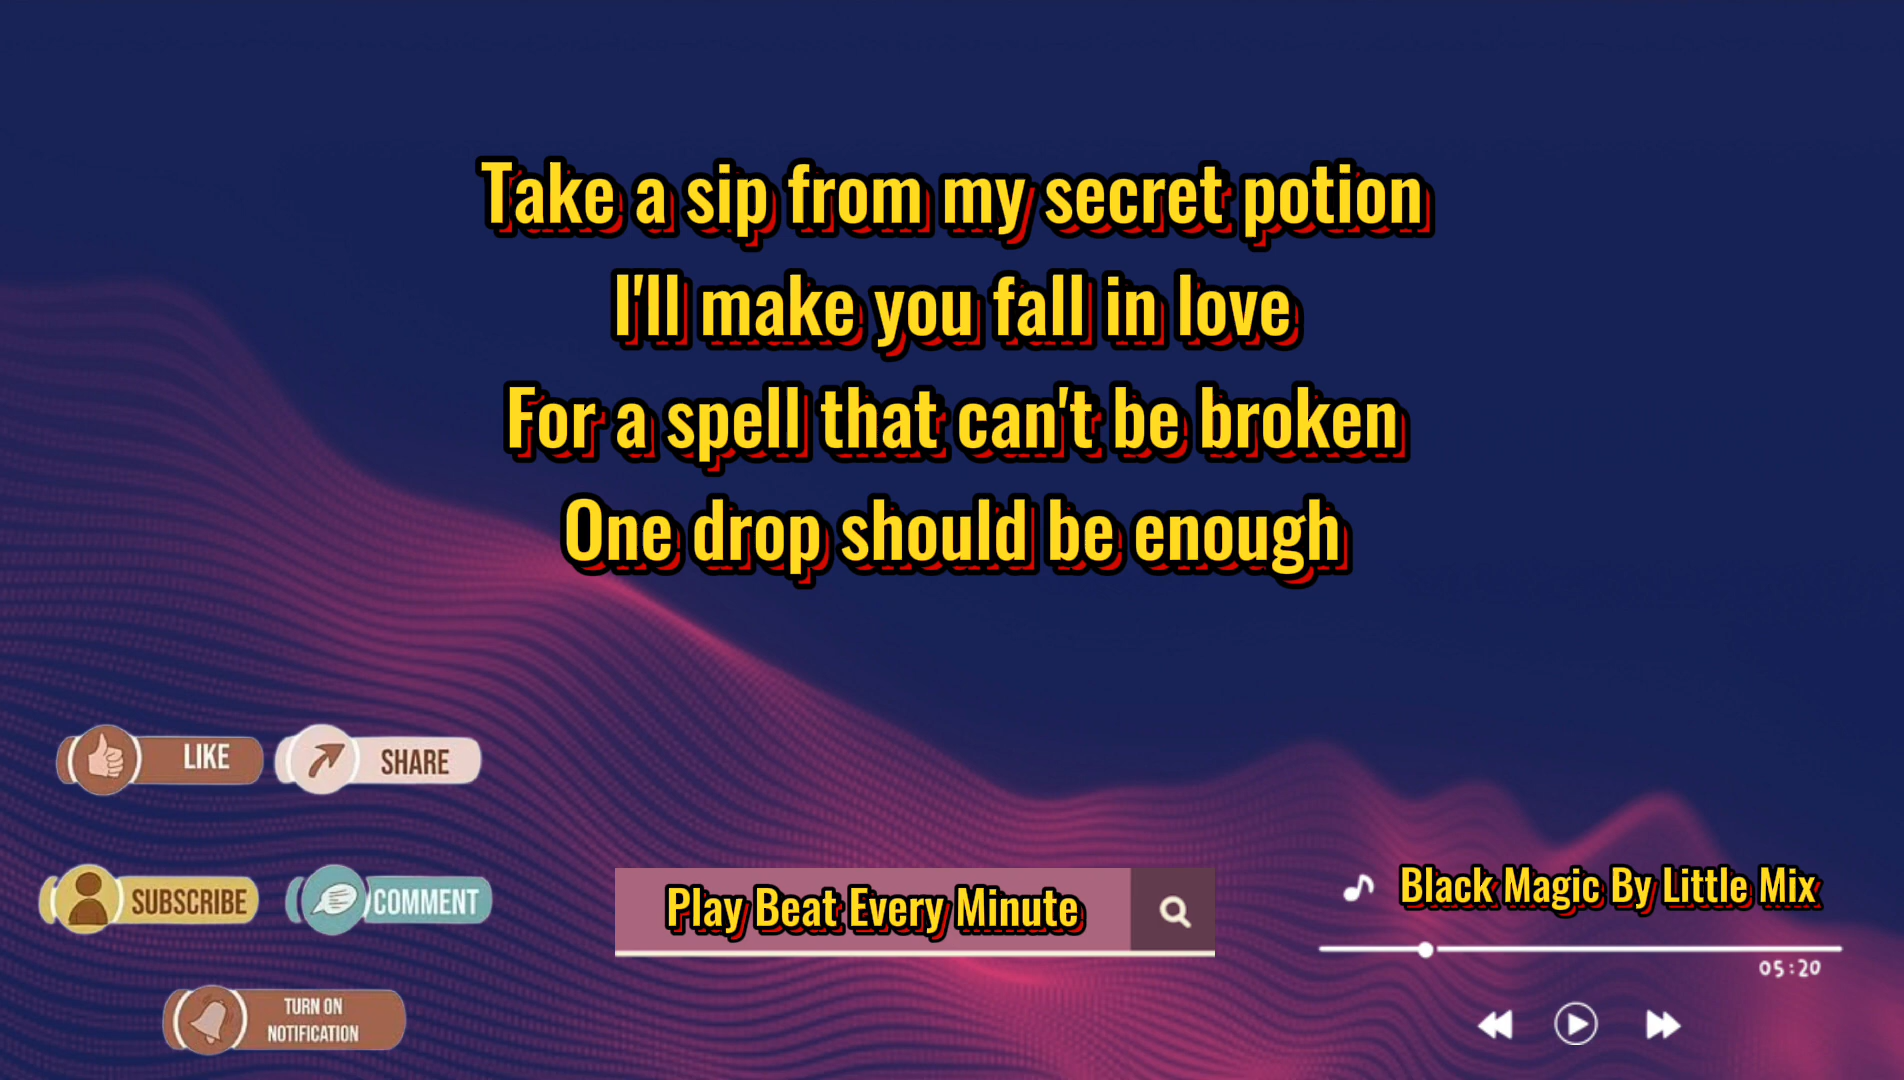 Take a sip from my secret potion
I'll make you fall in love
For a spell that can't be broken
One drop should be enough
LIKE
SHARE
SUBSCRIBE
COMMENT
TURN ON
NOTIFICATION
Play Beat Every Minute
Black Magic By Little Mix
05:20